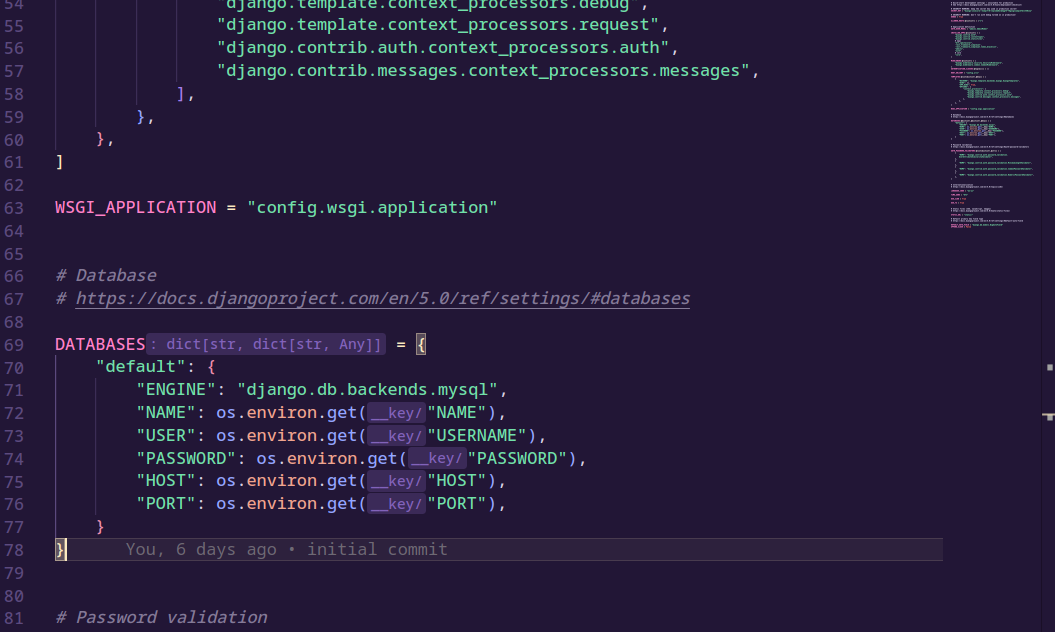 54 "django.template.context_processors.debug",
55 "django.template.context_processors.request",
56 "django.contrib.auth.context_processors.auth",
57 "django.contrib.messages.context_processors.messages",
58 ],
59 },
60 },
61 ]
62
63 WSGI_APPLICATION = "config.wsgi.application"
64
65
66 # Database
67 # https://docs.djangoproject.com/en/5.0/ref/settings/#databases
68
69 DATABASES: dict[str, dict[str, Any]] = {
70 "default": {
71 "ENGINE": "django.db.backends.mysql",
72 "NAME": os.environ.get(__key/"NAME"),
73 "USER": os.environ.get(__key/"USERNAME"),
74 "PASSWORD": os.environ.get(__key/"PASSWORD"),
75 "HOST": os.environ.get(__key/"HOST"),
76 "PORT": os.environ.get(__key/"PORT"),
77 }
78 } You, 6 days ago • initial commit
79
80
81 # Password validation